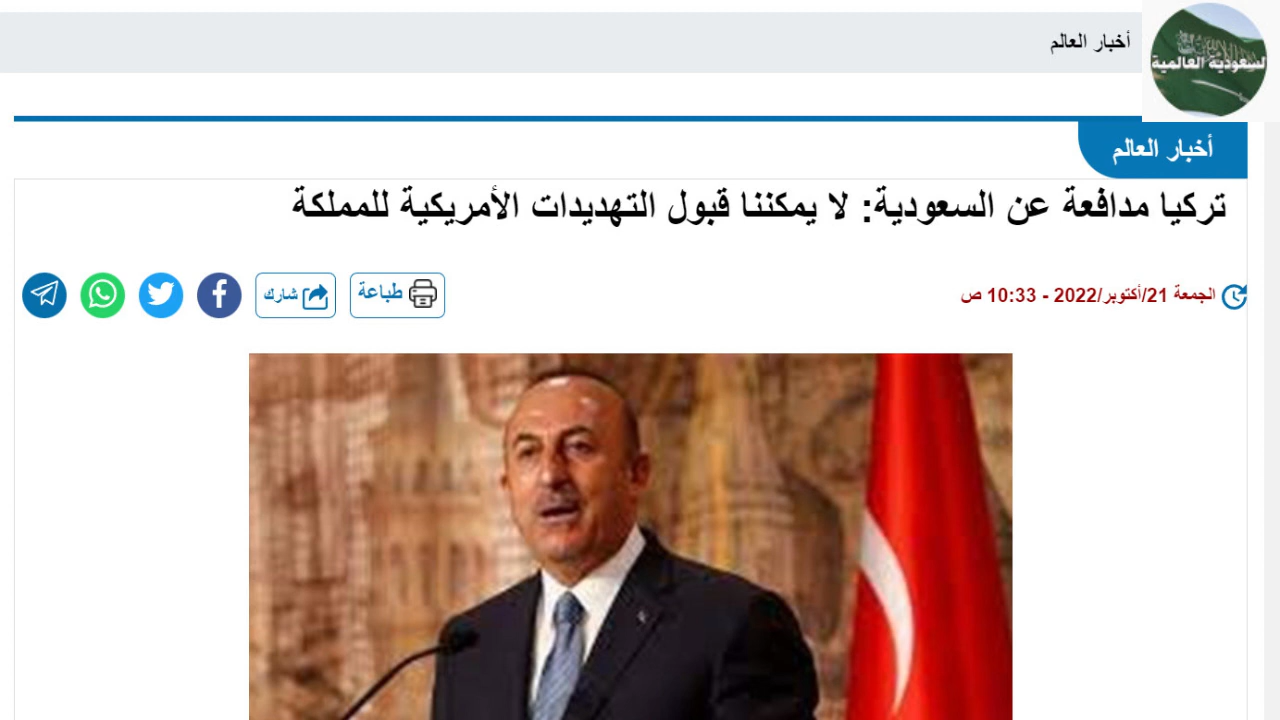 أخبار العالم
السعودية العالمية
أخبار العالم
تركيا مدافعة عن السعودية: لا يمكننا قبول التهديدات الأمريكية للمملكة
الجمعة 21/أكتوبر/2022 - 10:33 ص
طباعة
شارك